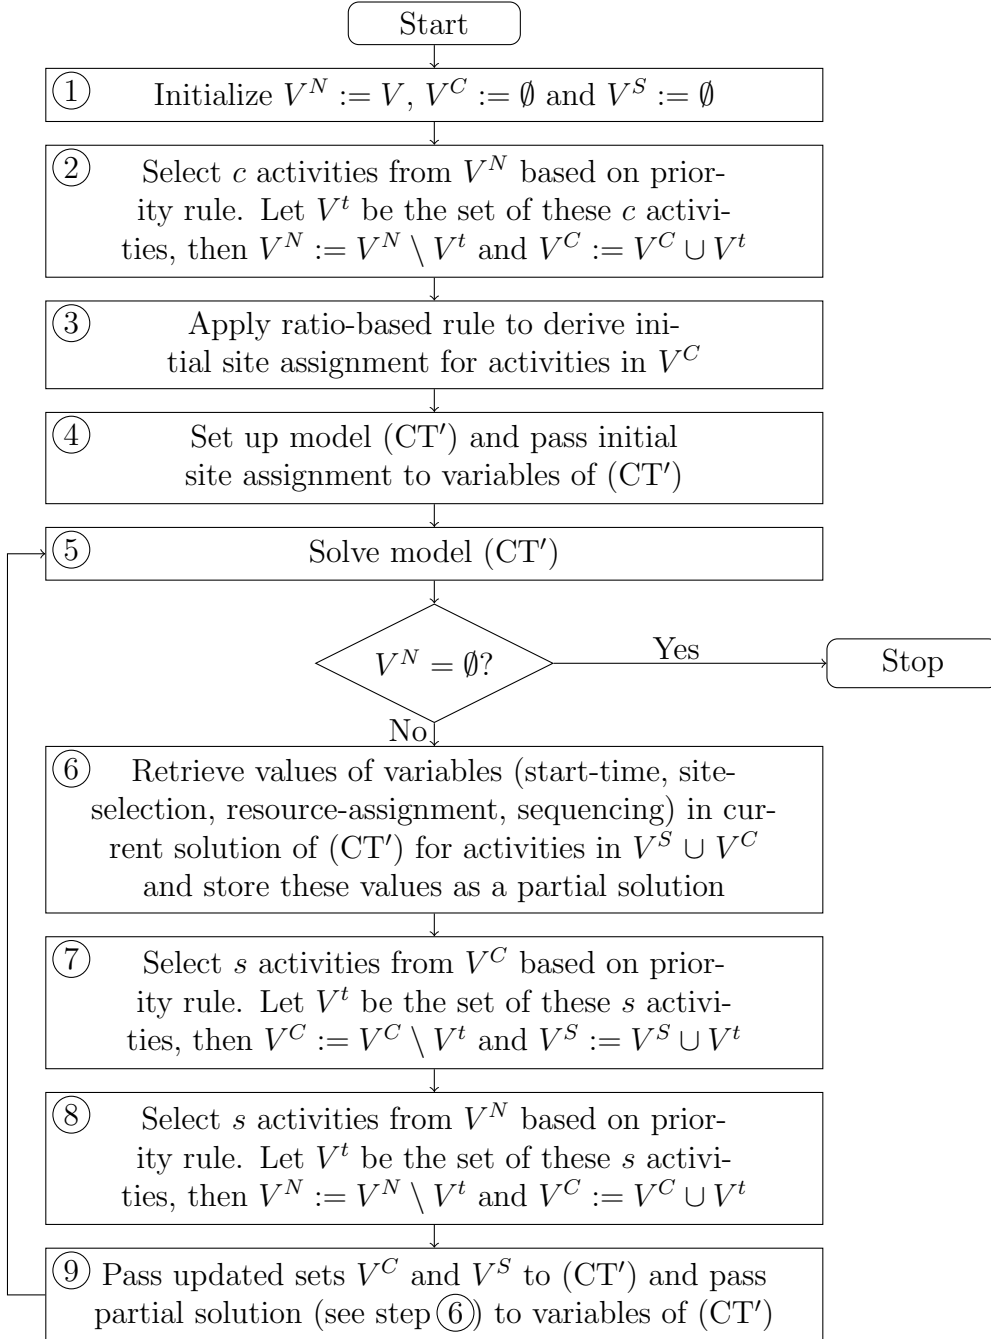 Start
① Initialize V^N := V, V^C := ∅ and V^S := ∅
② Select c activities from V^N based on prior-
ity rule. Let V^t be the set of these c activi-
ties, then V^N := V^N \ V^t and V^C := V^C ∪ V^t
③ Apply ratio-based rule to derive ini-
tial site assignment for activities in V^C
④ Set up model (CT′) and pass initial
site assignment to variables of (CT′)
⑤ Solve model (CT′)
V^N = ∅?
Yes
Stop
No
⑥ Retrieve values of variables (start-time, site-
selection, resource-assignment, sequencing) in cur-
rent solution of (CT′) for activities in V^S ∪ V^C
and store these values as a partial solution
⑦ Select s activities from V^C based on prior-
ity rule. Let V^t be the set of these s activi-
ties, then V^C := V^C \ V^t and V^S := V^S ∪ V^t
⑧ Select s activities from V^N based on prior-
ity rule. Let V^t be the set of these s activi-
ties, then V^N := V^N \ V^t and V^C := V^C ∪ V^t
⑨ Pass updated sets V^C and V^S to (CT′) and pass
partial solution (see step ⑥) to variables of (CT′)